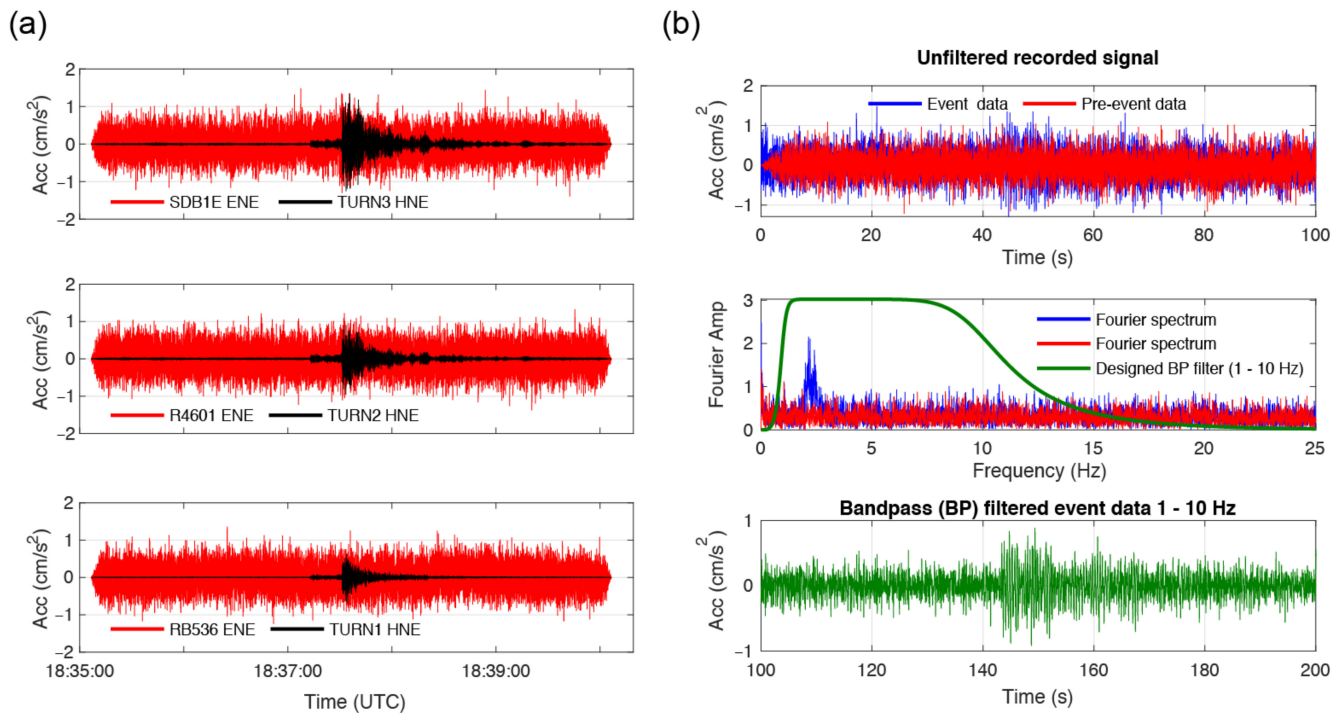 (a)
2
1
0
−1
−2
Acc (cm/s²)
SDB1E ENE
TURN3 HNE
2
1
0
−1
−2
Acc (cm/s²)
R4601 ENE
TURN2 HNE
2
1
0
−1
−2
Acc (cm/s²)
RB536 ENE
TURN1 HNE
18:35:00
18:37:00
18:39:00
Time (UTC)
(b)
Unfiltered recorded signal
Event data
Pre-event data
1
0
−1
Acc (cm/s²)
0
20
40
60
80
100
Time (s)
3
2
1
0
Fourier Amp
Fourier spectrum
Fourier spectrum
Designed BP filter (1 - 10 Hz)
0
5
10
15
20
25
Frequency (Hz)
Bandpass (BP) filtered event data 1 - 10 Hz
1
0
−1
Acc (cm/s²)
100
120
140
160
180
200
Time (s)